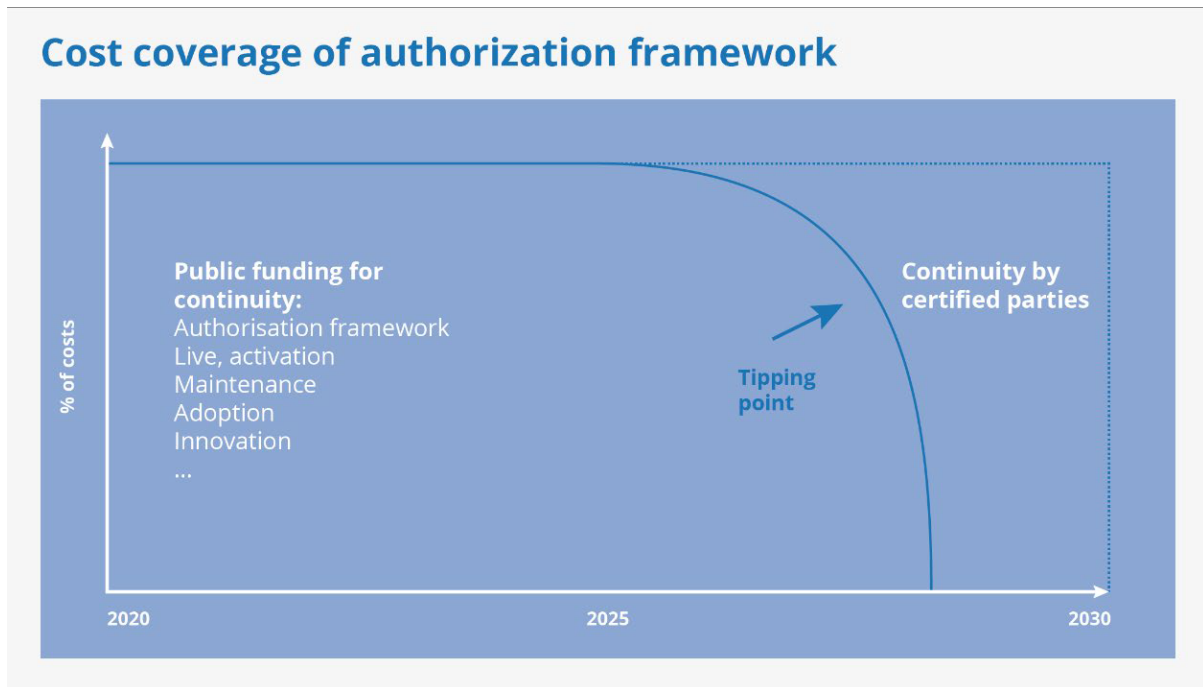 Cost coverage of authorization framework
Public funding for
continuity:
Authorisation framework
Live, activation
Maintenance
Adoption
Innovation
...
Continuity by
certified parties
Tipping
point
% of costs
2020
2025
2030